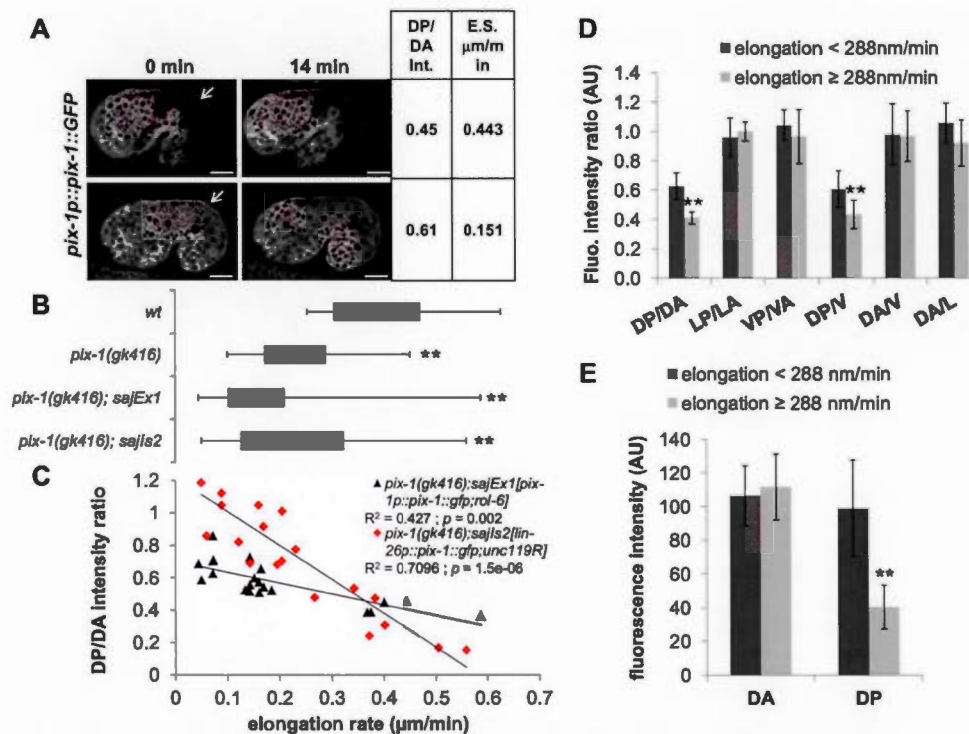 A
0 min
14 min
DP/
DA
Int.
E.S.
μm/m
in
pix-1p::pix-1::GFP
0.45
0.443
0.61
0.151
B
wt
pix-1(gk416)
**
pix-1(gk416); sajEx1
**
pix-1(gk416); sajIs2
**
C
DP/DA intensity ratio
1.2
1
0.8
0.6
0.4
0.2
0
▲ pix-1(gk416);sajEx1[pix-
1p::pix-1::gfp;rol-6]
R² = 0.427 ; p = 0.002
♦ pix-1(gk416);sajIs2[lin-
26p::pix-1::gfp;unc119R]
R² = 0.7096 ; p = 1.5e-06
0 0.1 0.2 0.3 0.4 0.5 0.6 0.7
elongation rate (μm/min)
D
■ elongation < 288nm/min
■ elongation ≥ 288nm/min
Fluo. intensity ratio (AU)
1.4
1.2
1.0
0.8
0.6
0.4
0.2
0.0
**
**
DP/DA LP/LA VP/VA DP/V DA/V DA/L
E
■ elongation < 288 nm/min
■ elongation ≥ 288 nm/min
fluorescence intensity (AU)
140
120
100
80
60
40
20
0
**
DA DP